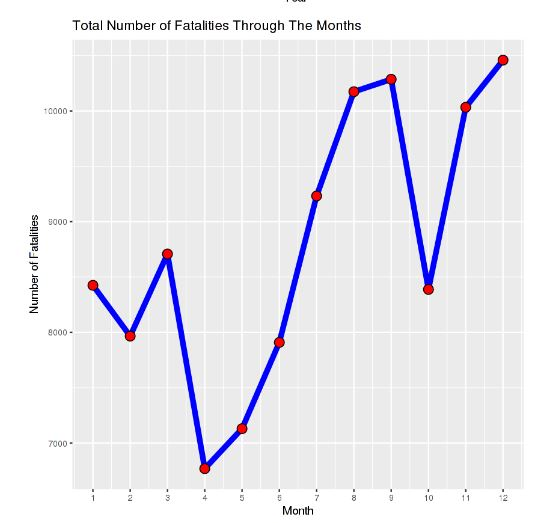 Total Number of Fatalities Through The Months
10000
9000
8000
7000
Number of Fatalities
1 2 3 4 5 6 7 8 9 10 11 12
Month